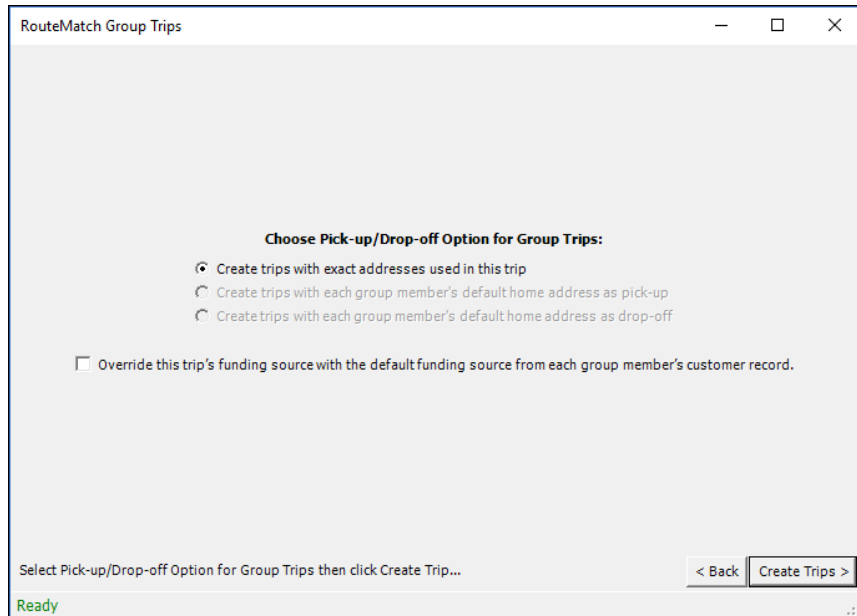 RouteMatch Group Trips
Choose Pick-up/Drop-off Option for Group Trips:
Create trips with exact addresses used in this trip
Create trips with each group member's default home address as pick-up
Create trips with each group member's default home address as drop-off
Override this trip's funding source with the default funding source from each group member's customer record.
Select Pick-up/Drop-off Option for Group Trips then click Create Trip...
< Back
Create Trips >
Ready